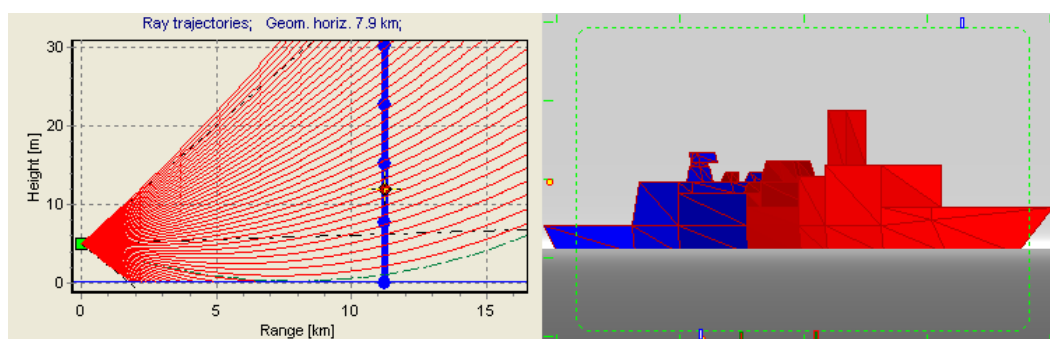 Ray trajectories; Geom. horiz. 7.9 km;
30
20
10
0
Height [m]
0 5 10 15
Range [km]